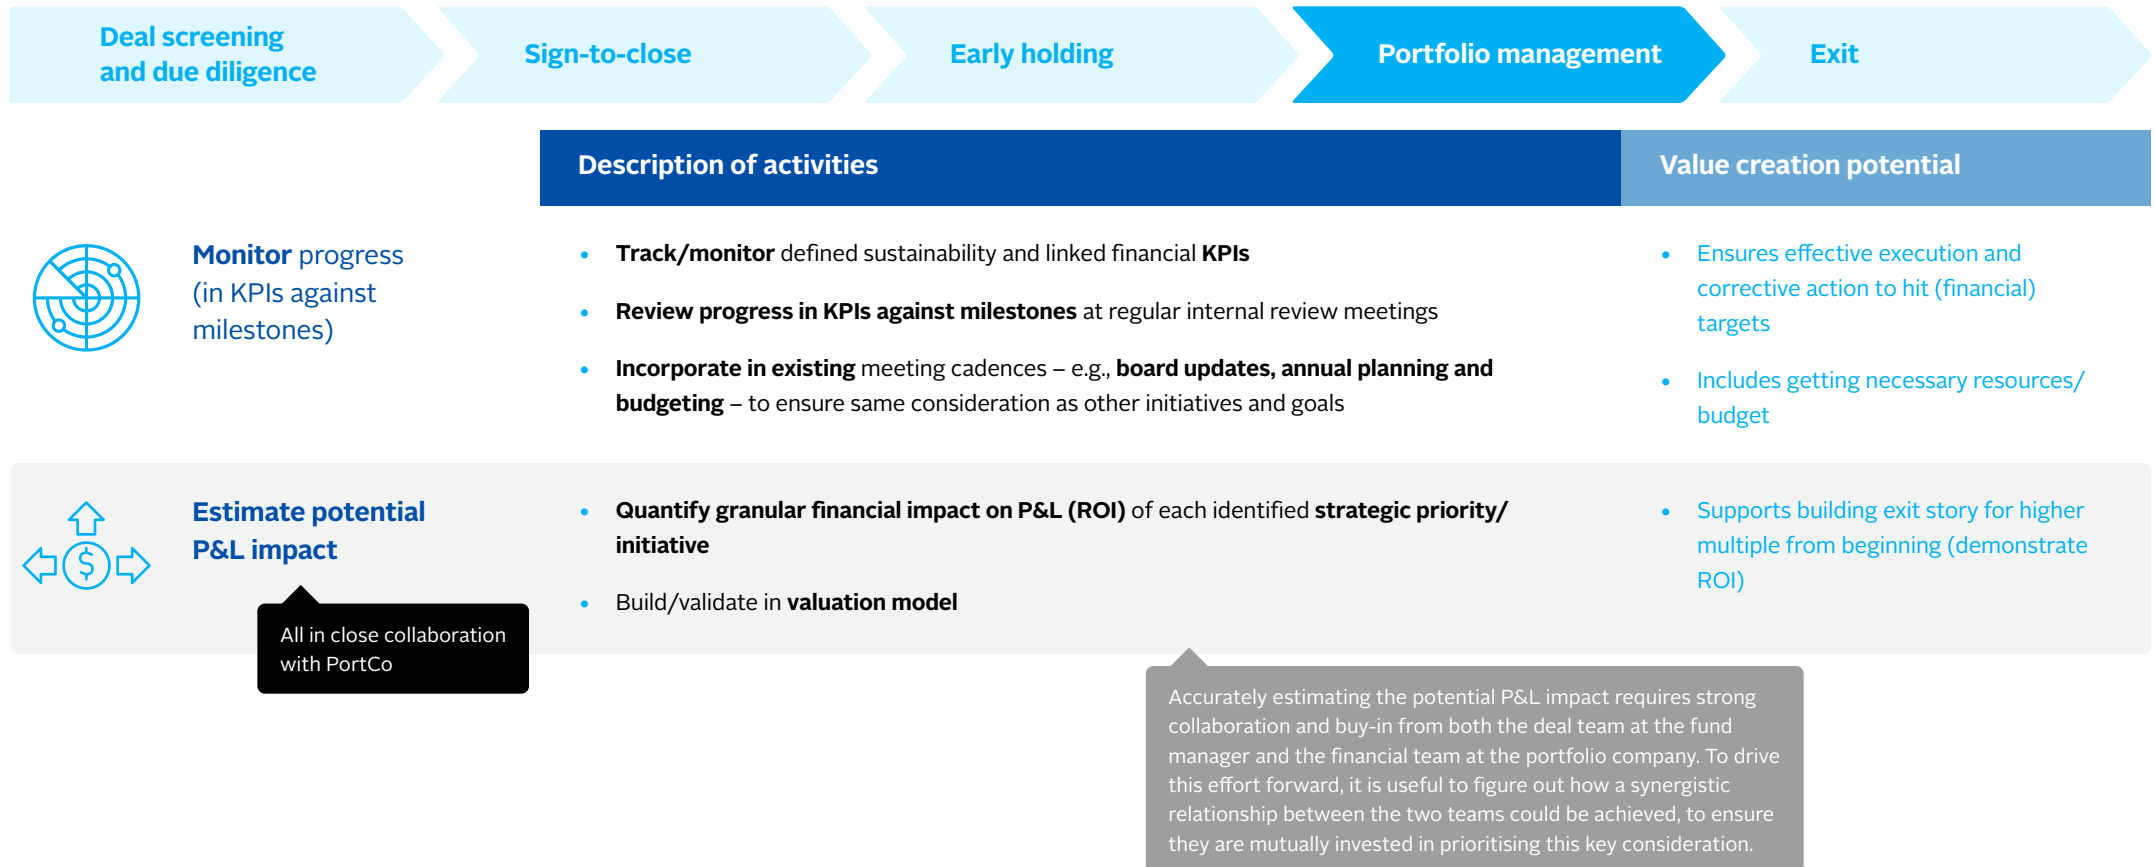 Deal screening
and due diligence
Sign-to-close
Early holding
Portfolio management
Exit
Description of activities
Value creation potential
Monitor progress
(in KPIs against
milestones)
• Track/monitor defined sustainability and linked financial KPIs
• Review progress in KPIs against milestones at regular internal review meetings
• Incorporate in existing meeting cadences – e.g., board updates, annual planning and
budgeting – to ensure same consideration as other initiatives and goals
• Ensures effective execution and
corrective action to hit (financial)
targets
• Includes getting necessary resources/
budget
Estimate potential
P&L impact
All in close collaboration
with PortCo
• Quantify granular financial impact on P&L (ROI) of each identified strategic priority/
initiative
• Build/validate in valuation model
• Supports building exit story for higher
multiple from beginning (demonstrate
ROI)
Accurately estimating the potential P&L impact requires strong
collaboration and buy-in from both the deal team at the fund
manager and the financial team at the portfolio company. To drive
this effort forward, it is useful to figure out how a synergistic
relationship between the two teams could be achieved, to ensure
they are mutually invested in prioritising this key consideration.
$